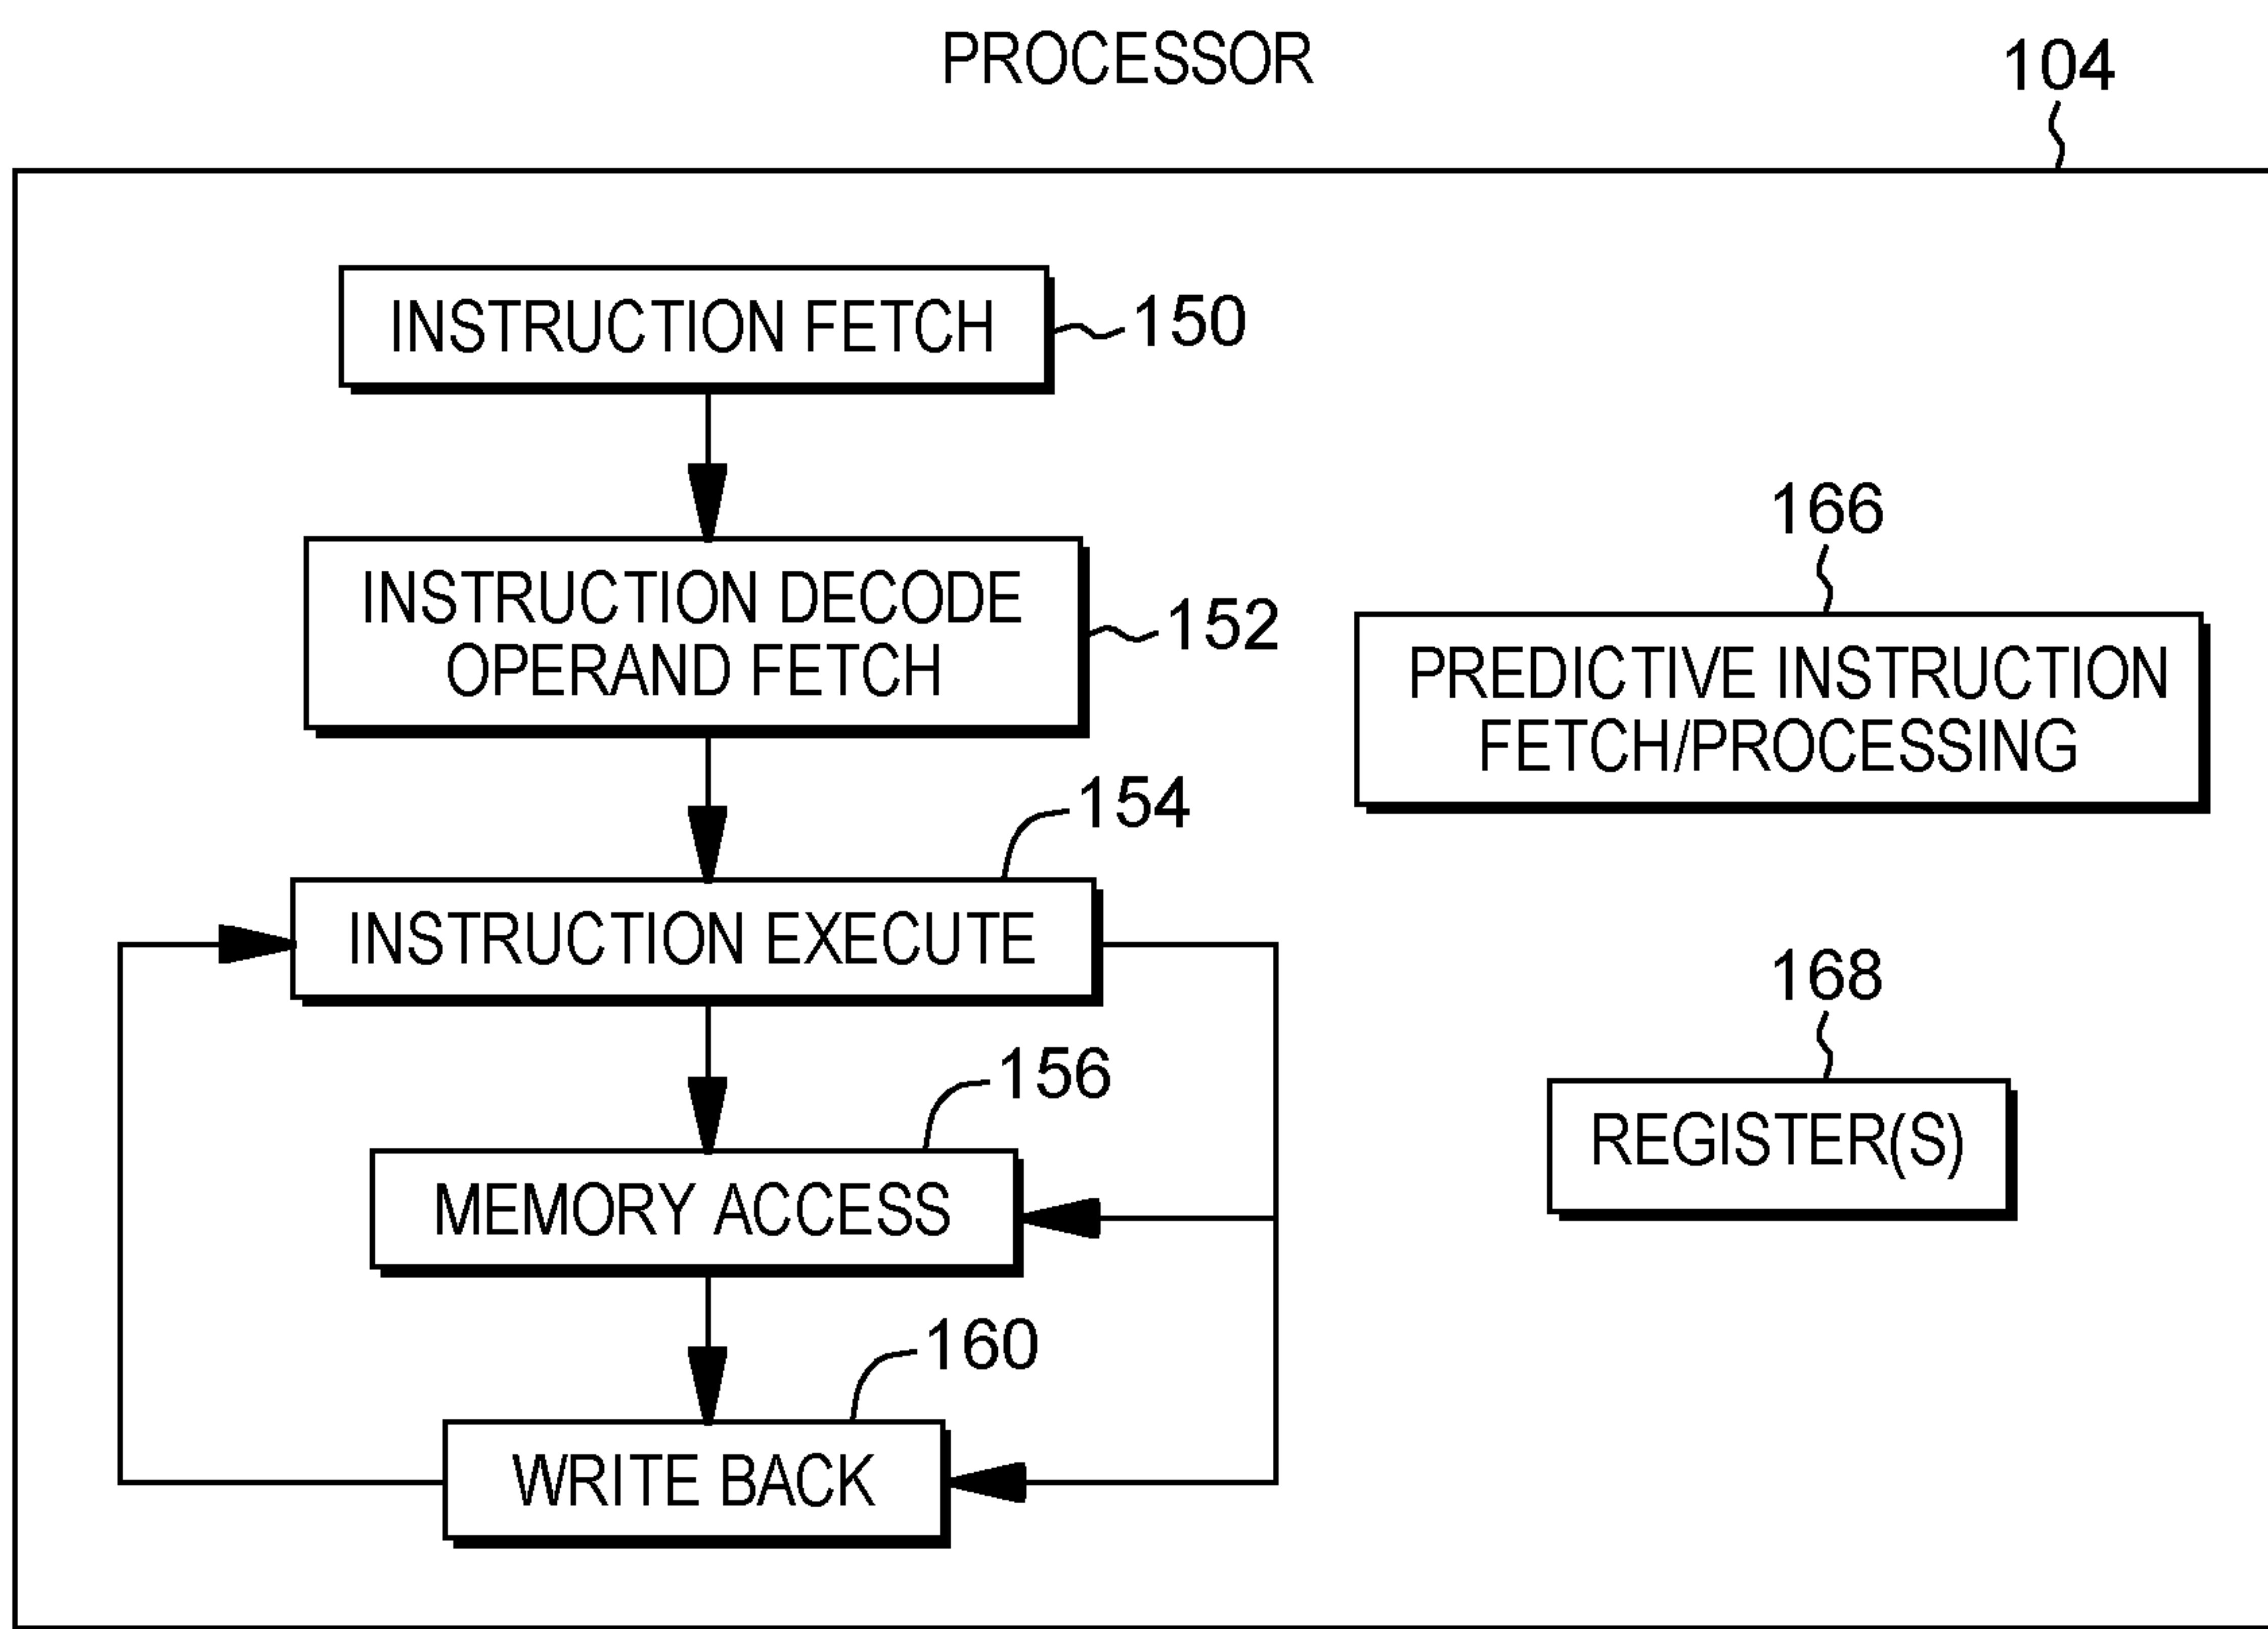 PROCESSOR
104
INSTRUCTION FETCH
150
INSTRUCTION DECODE
OPERAND FETCH
152
154
INSTRUCTION EXECUTE
156
MEMORY ACCESS
160
WRITE BACK
166
PREDICTIVE INSTRUCTION
FETCH/PROCESSING
168
REGISTER(S)